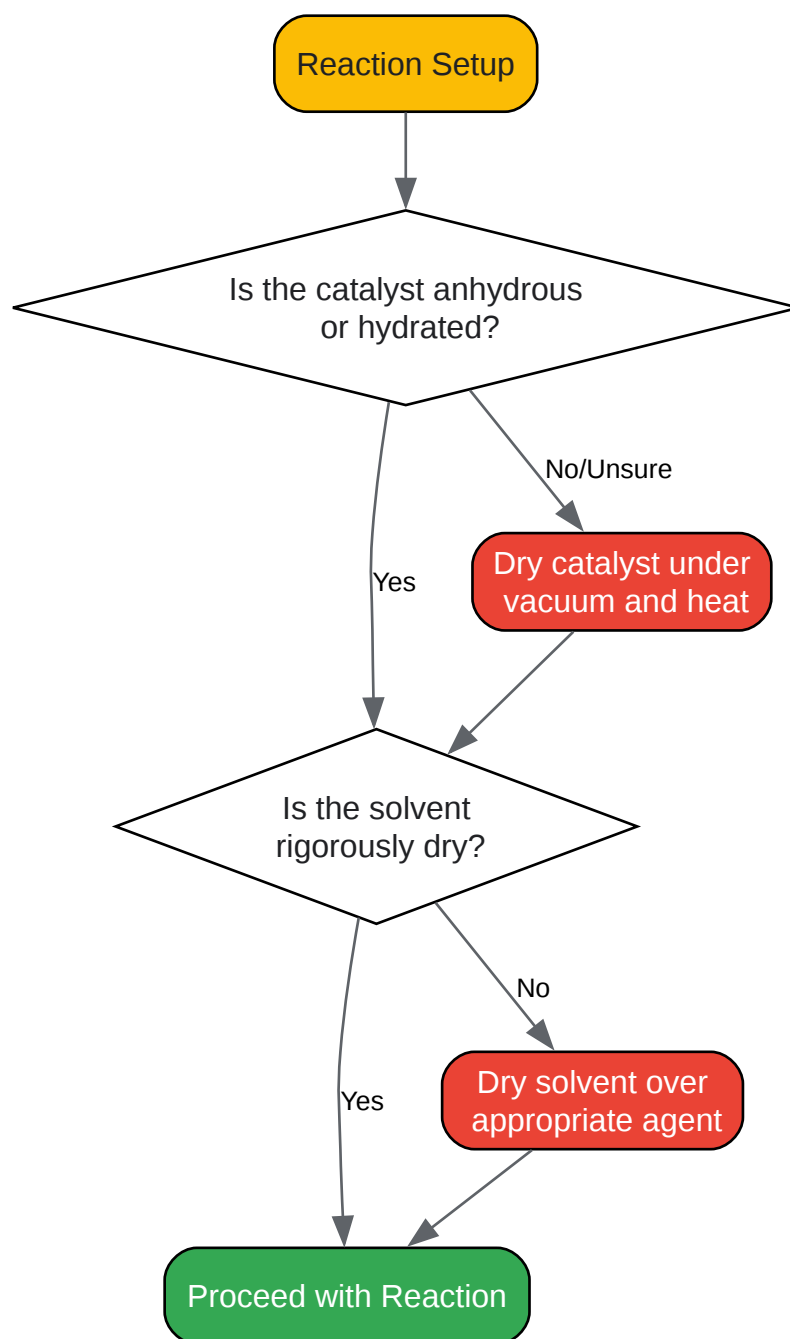 Reaction Setup
Is the catalyst anhydrous
or hydrated?
No/Unsure
Dry catalyst under
vacuum and heat
Yes
Is the solvent
rigorously dry?
No
Dry solvent over
appropriate agent
Yes
Proceed with Reaction